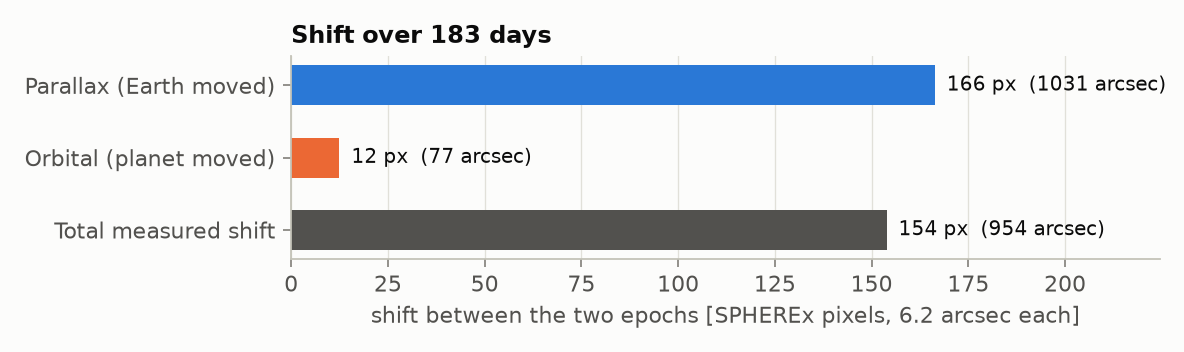 Shift over 183 days
Parallax (Earth moved)
166 px  (1031 arcsec)
Orbital (planet moved)
12 px  (77 arcsec)
Total measured shift
154 px  (954 arcsec)
0 25 50 75 100 125 150 175 200
shift between the two epochs [SPHEREx pixels, 6.2 arcsec each]